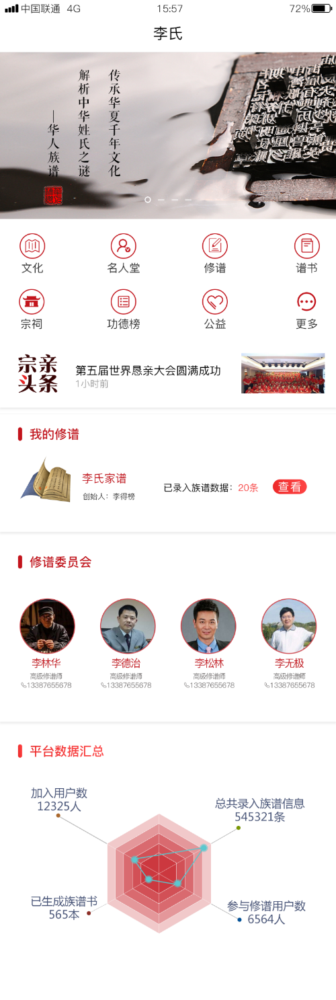 中国联通 4G 15:57 72%
李氏
传承华夏千年文化
解析中华姓氏之谜
—华人族谱
文化 名人堂 修谱 谱书
宗祠 功德榜 公益 更多
宗亲
头条
第五届世界恳亲大会圆满成功
1小时前
我的修谱
李氏家谱
创始人：李得榜
已录入族谱数据：20条 查看
修谱委员会
李林华 李德治 李松林 李无极
高级修谱师 高级修谱师 高级修谱师 高级修谱师
13387655678 13387655678 13387655678 13387655678
平台数据汇总
加入用户数
12325人
总共录入族谱信息
545321条
已生成族谱书
565本
参与修谱用户数
6564人